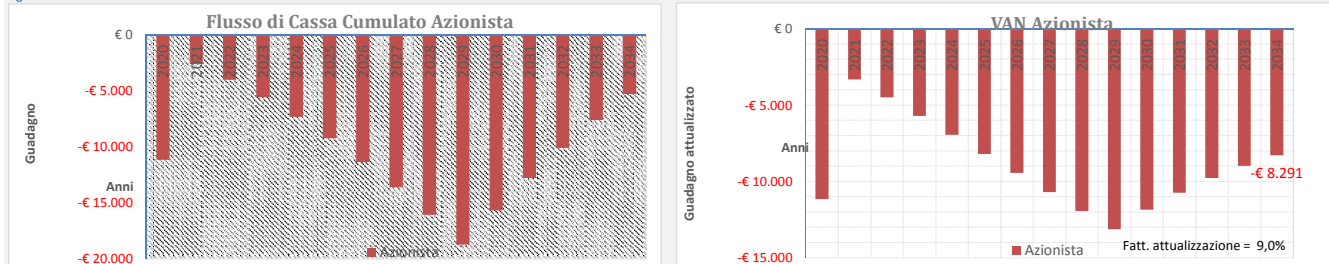 Flusso di Cassa Cumulato Azionista
€ 0
-€ 5.000
-€ 10.000
-€ 15.000
-€ 20.000
Guadagno
Anni
2020 2021 2022 2023 2024 2025 2026 2027 2028 2029 2030 2031 2032 2033 2034
Azionista
VAN Azionista
€ 0
-€ 5.000
-€ 10.000
-€ 15.000
Guadagno attualizzato
Anni
2020 2021 2022 2023 2024 2025 2026 2027 2028 2029 2030 2031 2032 2033 2034
-€ 8.291
Fatt. attualizzazione = 9,0%
Azionista